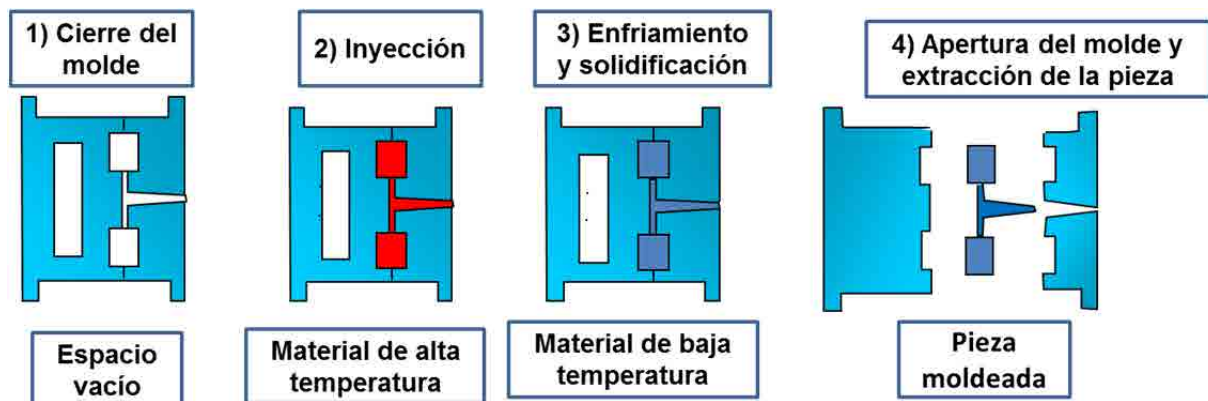 1) Cierre del
molde
2) Inyección
3) Enfriamiento
y solidificación
4) Apertura del molde y
extracción de la pieza
Espacio
vacío
Material de alta
temperatura
Material de baja
temperatura
Pieza
moldeada